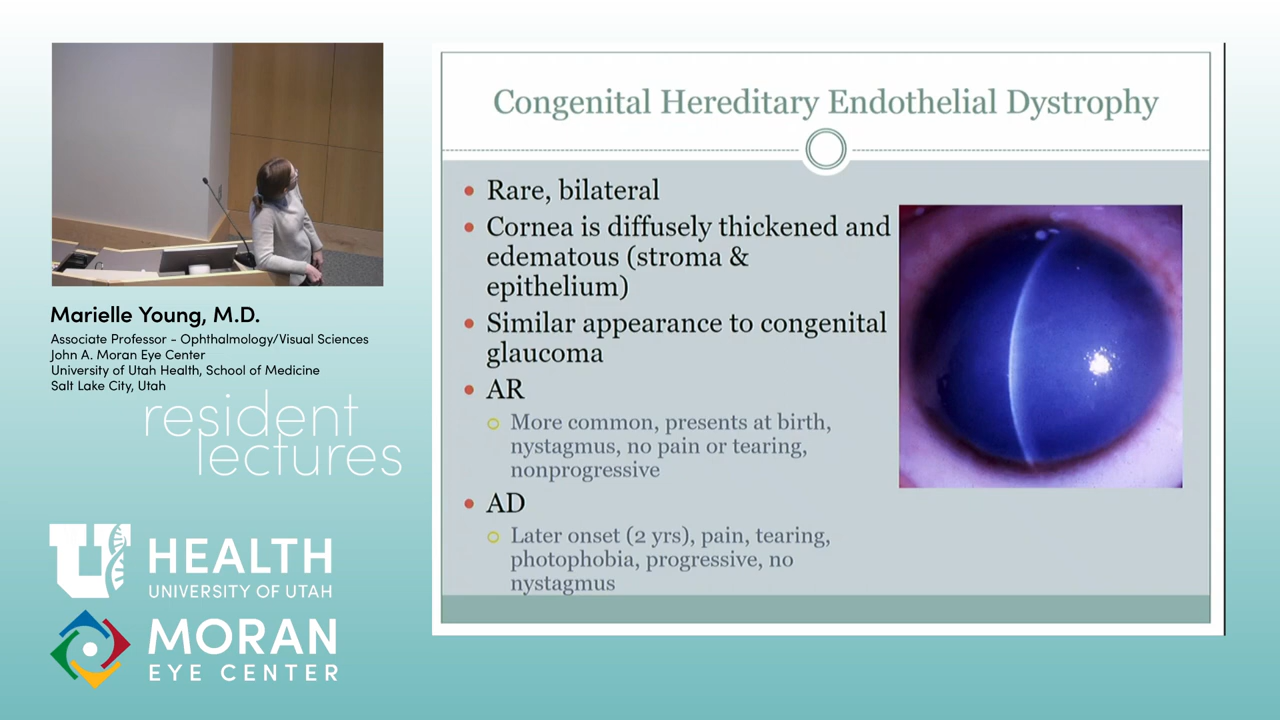 Marielle Young, M.D.
Associate Professor - Ophthalmology/Visual Sciences
John A. Moran Eye Center
University of Utah Health, School of Medicine
Salt Lake City, Utah
resident
lectures
U HEALTH
UNIVERSITY OF UTAH
MORAN
EYE CENTER
Congenital Hereditary Endothelial Dystrophy
Rare, bilateral
Cornea is diffusely thickened and
edematous (stroma &
epithelium)
Similar appearance to congenital
glaucoma
AR
More common, presents at birth,
nystagmus, no pain or tearing,
nonprogressive
AD
Later onset (2 yrs), pain, tearing,
photophobia, progressive, no
nystagmus